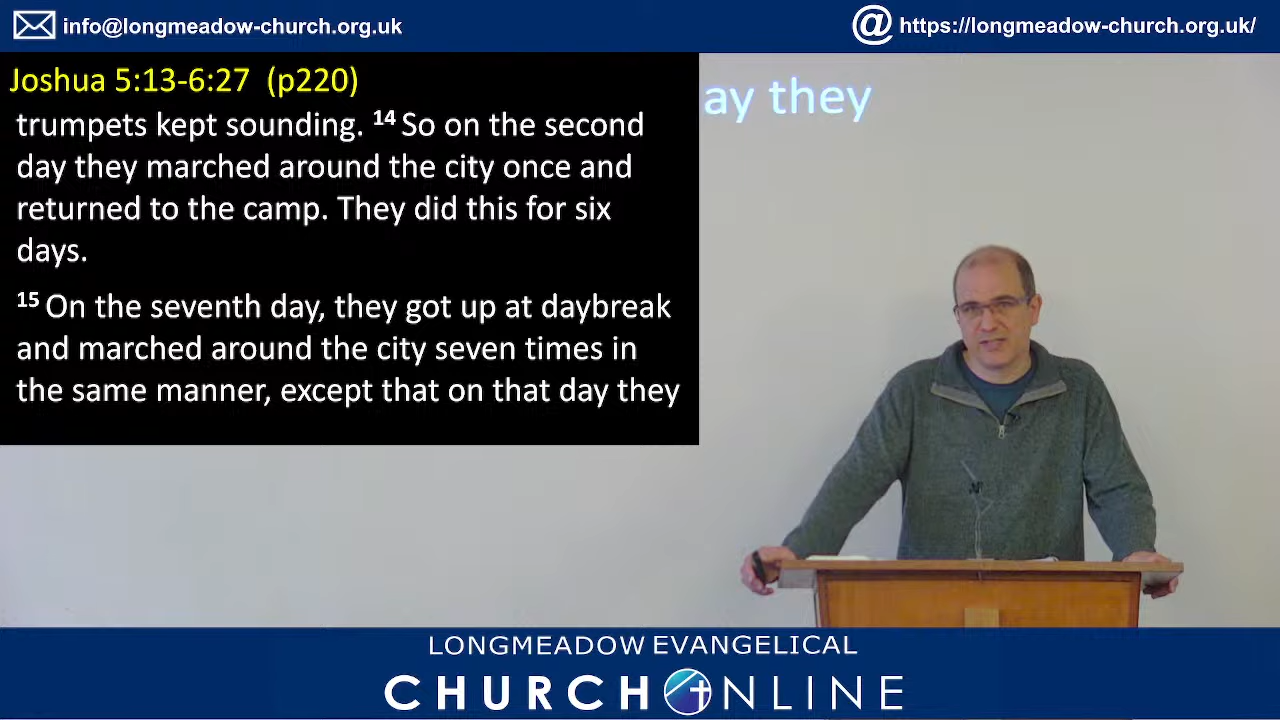 info@longmeadow-church.org.uk
https://longmeadow-church.org.uk/
Joshua 5:13-6:27 (p220)
trumpets kept sounding. 14 So on the second
day they marched around the city once and
returned to the camp. They did this for six
days.
15 On the seventh day, they got up at daybreak
and marched around the city seven times in
the same manner, except that on that day they
ay they
LONGMEADOW EVANGELICAL
CHURCH ONLINE